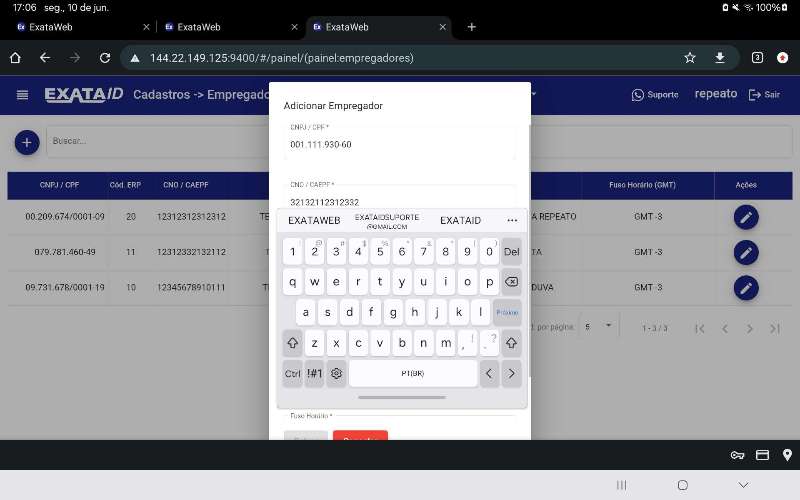 17:06 seg., 10 de jun.
100%
ExataWeb
ExataWeb
ExataWeb
144.22.149.125:9400/#/painel/(painel:empregadores)
3
EXATA ID
Cadastros -> Empregado
Suporte
repeato
Sair
Adicionar Empregador
CNPJ / CPF *
001.111.930-60
CNO / CAEPF *
32132112312332
Buscar...
CNPJ / CPF Cód. ERP CNO / CAEPF Fuso Horário (GMT) Ações
00.209.674/0001-09 20 12312312312312 TE A REPEATO GMT -3
079.781.460-49 11 12312332132112 TA GMT -3
09.731.678/0001-19 10 12345678910111 DUVA GMT -3
por página: 5 1 - 3 / 3
EXATAWEB EXATAIDSUPORTE @GMAIL.COM EXATAID ...
1 2 3 4 5 6 7 8 9 0 Del
q w e r t y u i o p
a s d f g h j k l Próximo
z x c v b n m , ! . ?
Ctrl !#1 PT(BR) < >
Fuso Horário *